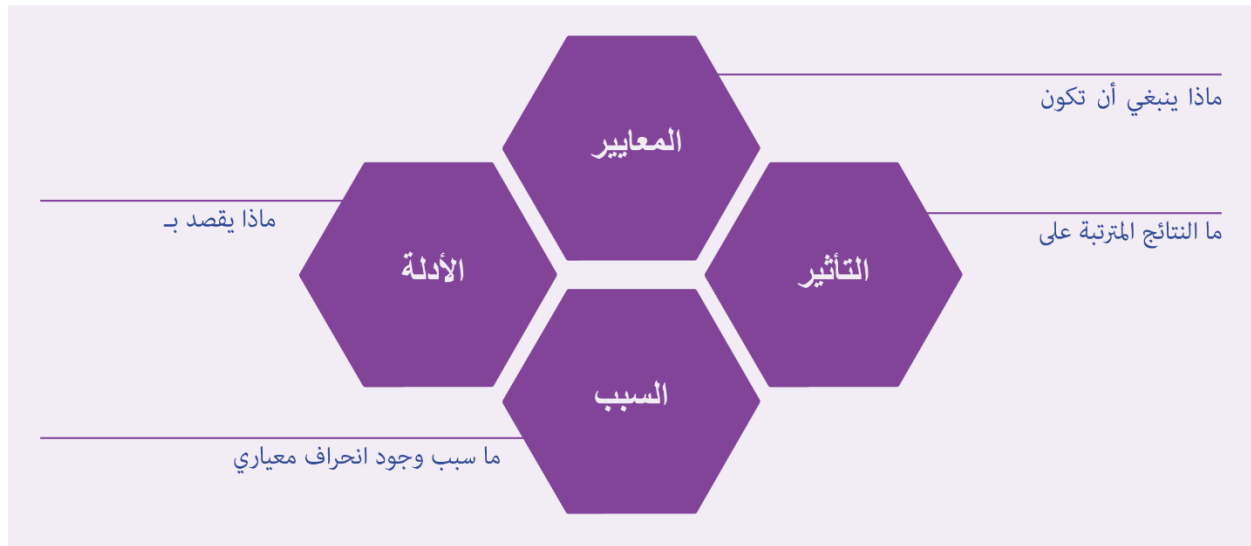 المعايير
ماذا ينبغي أن تكون
التأثير
ما النتائج المترتبة على
الأدلة
ماذا يقصد بـ
السبب
ما سبب وجود انحراف معياري